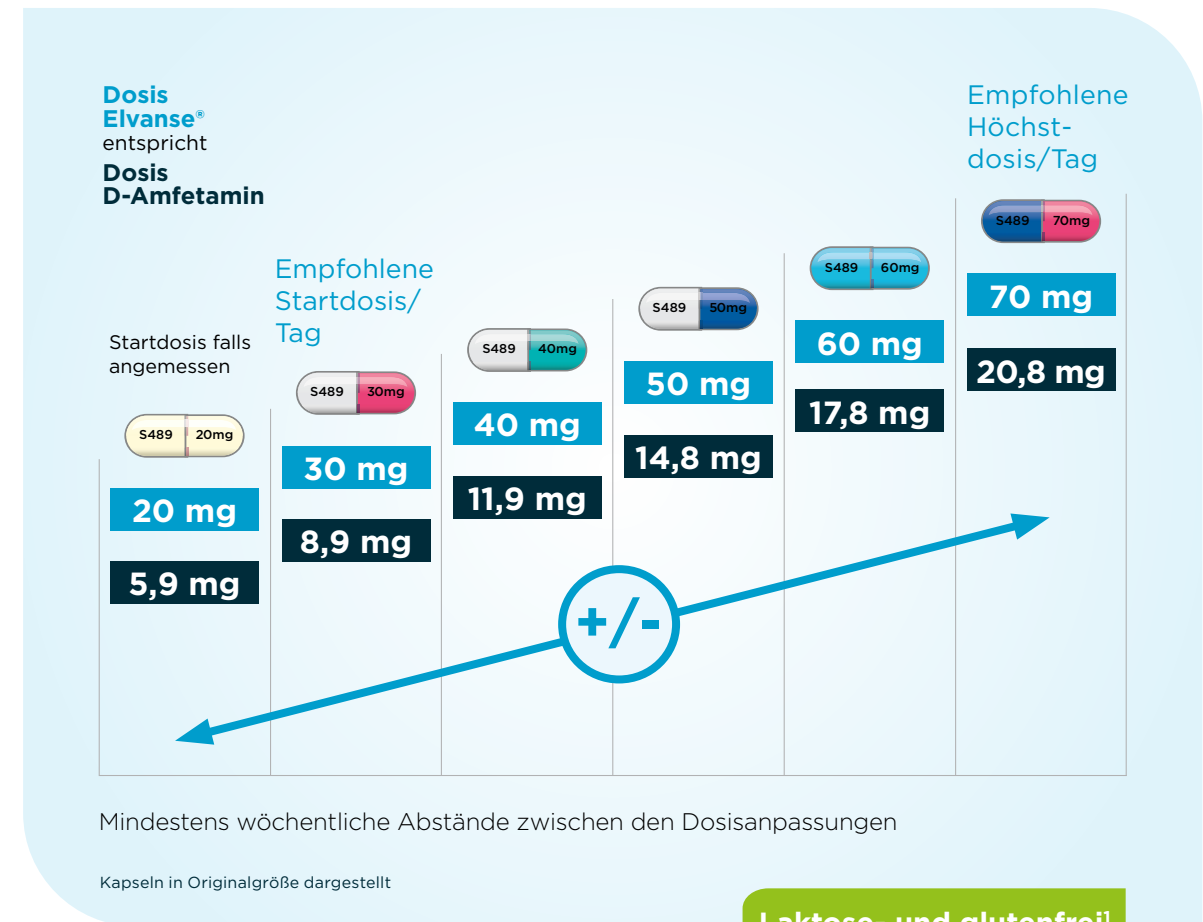 Dosis
Elvanse®
entspricht
Dosis
D-Amfetamin
Startdosis falls
angemessen
S489 20mg
20 mg
5,9 mg
Empfohlene
Startdosis/
Tag
S489 30mg
30 mg
8,9 mg
S489 40mg
40 mg
11,9 mg
S489 50mg
50 mg
14,8 mg
S489 60mg
60 mg
17,8 mg
Empfohlene
Höchst-
dosis/Tag
S489 70mg
70 mg
20,8 mg
+/-
Mindestens wöchentliche Abstände zwischen den Dosisanpassungen
Kapseln in Originalgröße dargestellt
Laktose- und glutenfrei¹